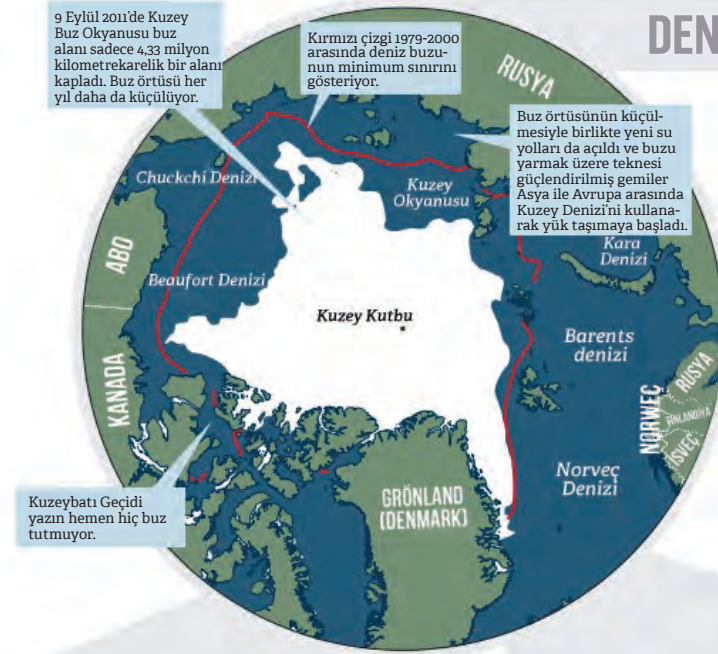 DEN
9 Eylül 2011'de Kuzey
Buz Okyanusu buz
alanı sadece 4,33 milyon
kilometrekarelik bir alanı
kapladı. Buz örtüsü her
yıl daha da küçülüyor.
Kırmızı çizgi 1979-2000
arasında deniz buzu-
nun minimum sınırını
gösteriyor.
RUSYA
Buz örtüsünün küçül-
mesiyle birlikte yeni su
yolları da açıldı ve buzu
yarmak üzere teknesi
güçlendirilmiş gemiler
Asya ile Avrupa arasında
Kuzey Denizi'ni kullana-
rak yük taşımaya başladı.
Chuckchi Denizi
Kuzey
Okyanusu
Kara
Denizi
ABD
Beaufort Denizi
Kuzey Kutbu
Barents
denizi
KANADA
RUSYA
NORWEÇ
FİNLANDİYA
İSVEÇ
Norveç
Denizi
GRÖNLAND
(DENMARK)
Kuzeybatı Geçidi
yazın hemen hiç buz
tutmuyor.